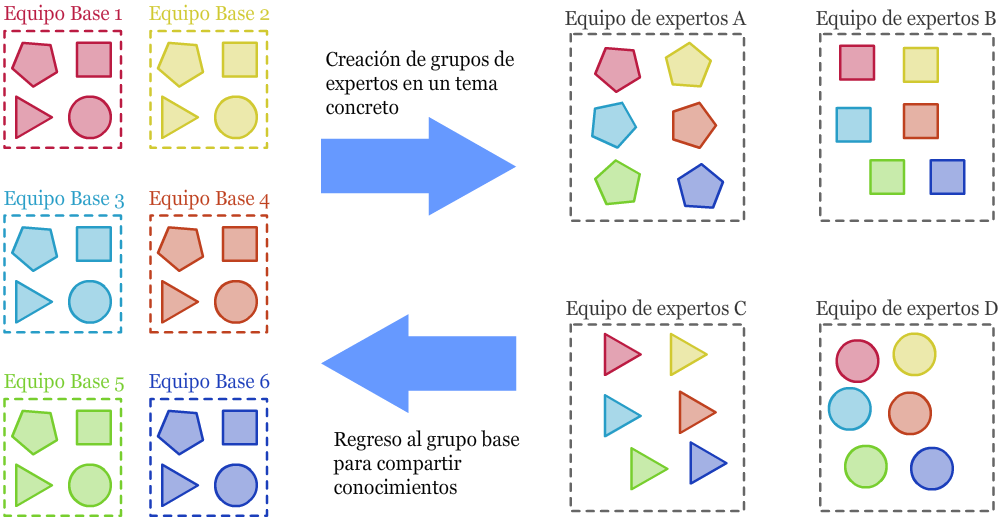 Equipo Base 1
Equipo Base 2
Equipo Base 3
Equipo Base 4
Equipo Base 5
Equipo Base 6
Creación de grupos de
expertos en un tema
concreto
Regreso al grupo base
para compartir
conocimientos
Equipo de expertos A
Equipo de expertos B
Equipo de expertos C
Equipo de expertos D